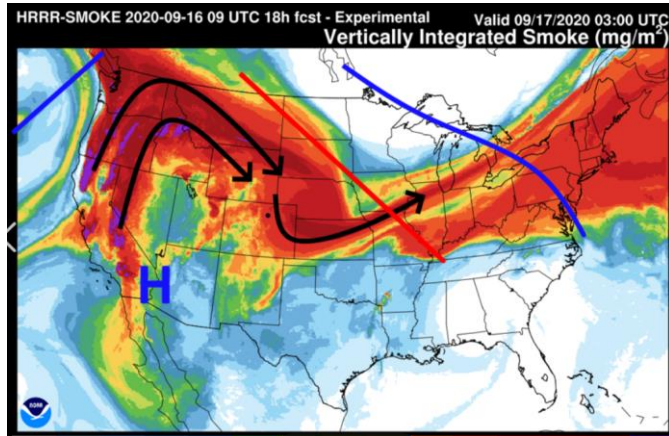 HRRR-SMOKE 2020-09-16 09 UTC 18h fcst - Experimental
Valid 09/17/2020 03:00 UTC
Vertically Integrated Smoke (mg/m²)
H